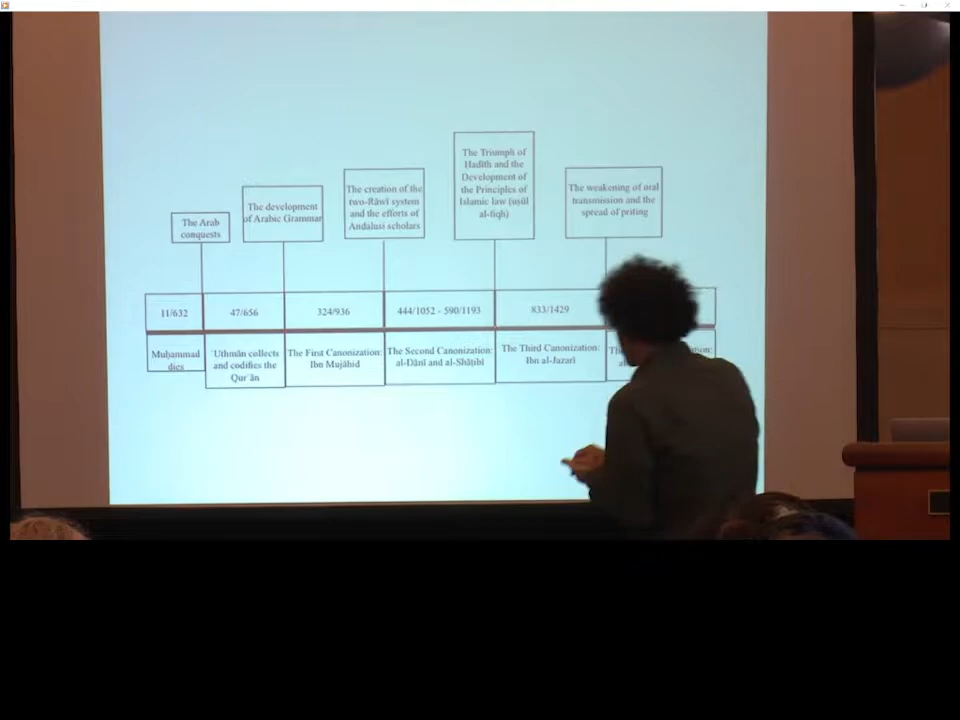 The Triumph of
Hadith and the
Development of
the Principles of
Islamic law (uṣūl
al-fiqh)
The creation of the
two-Rāwī system
and the efforts of
Andalusi scholars
The weakening of oral
transmission and the
spread of priting
The development
of Arabic Grammar
The Arab
conquests
11/632
47/656
324/936
444/1052 - 590/1193
833/1429
Muḥammad
dies
ʿUthmān collects
and codifies the
Qurʾān
The First Canonization:
Ibn Mujāhid
The Second Canonization:
al-Dānī and al-Shāṭibī
The Third Canonization:
Ibn al-Jazarī